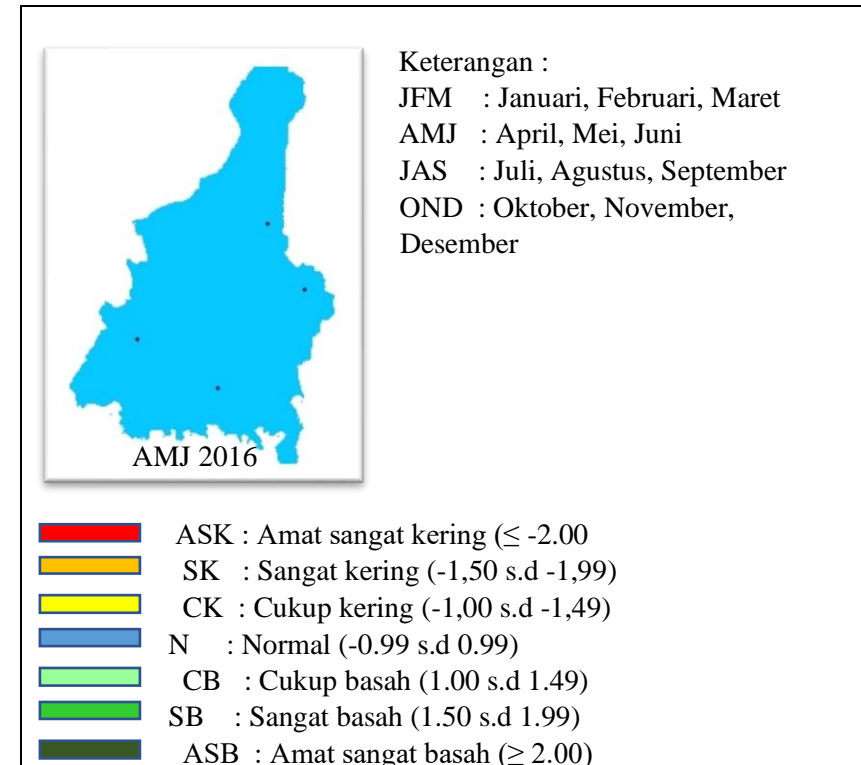 Keterangan :
JFM : Januari, Februari, Maret
AMJ : April, Mei, Juni
JAS : Juli, Agustus, September
OND : Oktober, November,
Desember
AMJ 2016
ASK : Amat sangat kering (≤ -2.00
SK : Sangat kering (-1,50 s.d -1,99)
CK : Cukup kering (-1,00 s.d -1,49)
N : Normal (-0.99 s.d 0.99)
CB : Cukup basah (1.00 s.d 1.49)
SB : Sangat basah (1.50 s.d 1.99)
ASB : Amat sangat basah (≥ 2.00)